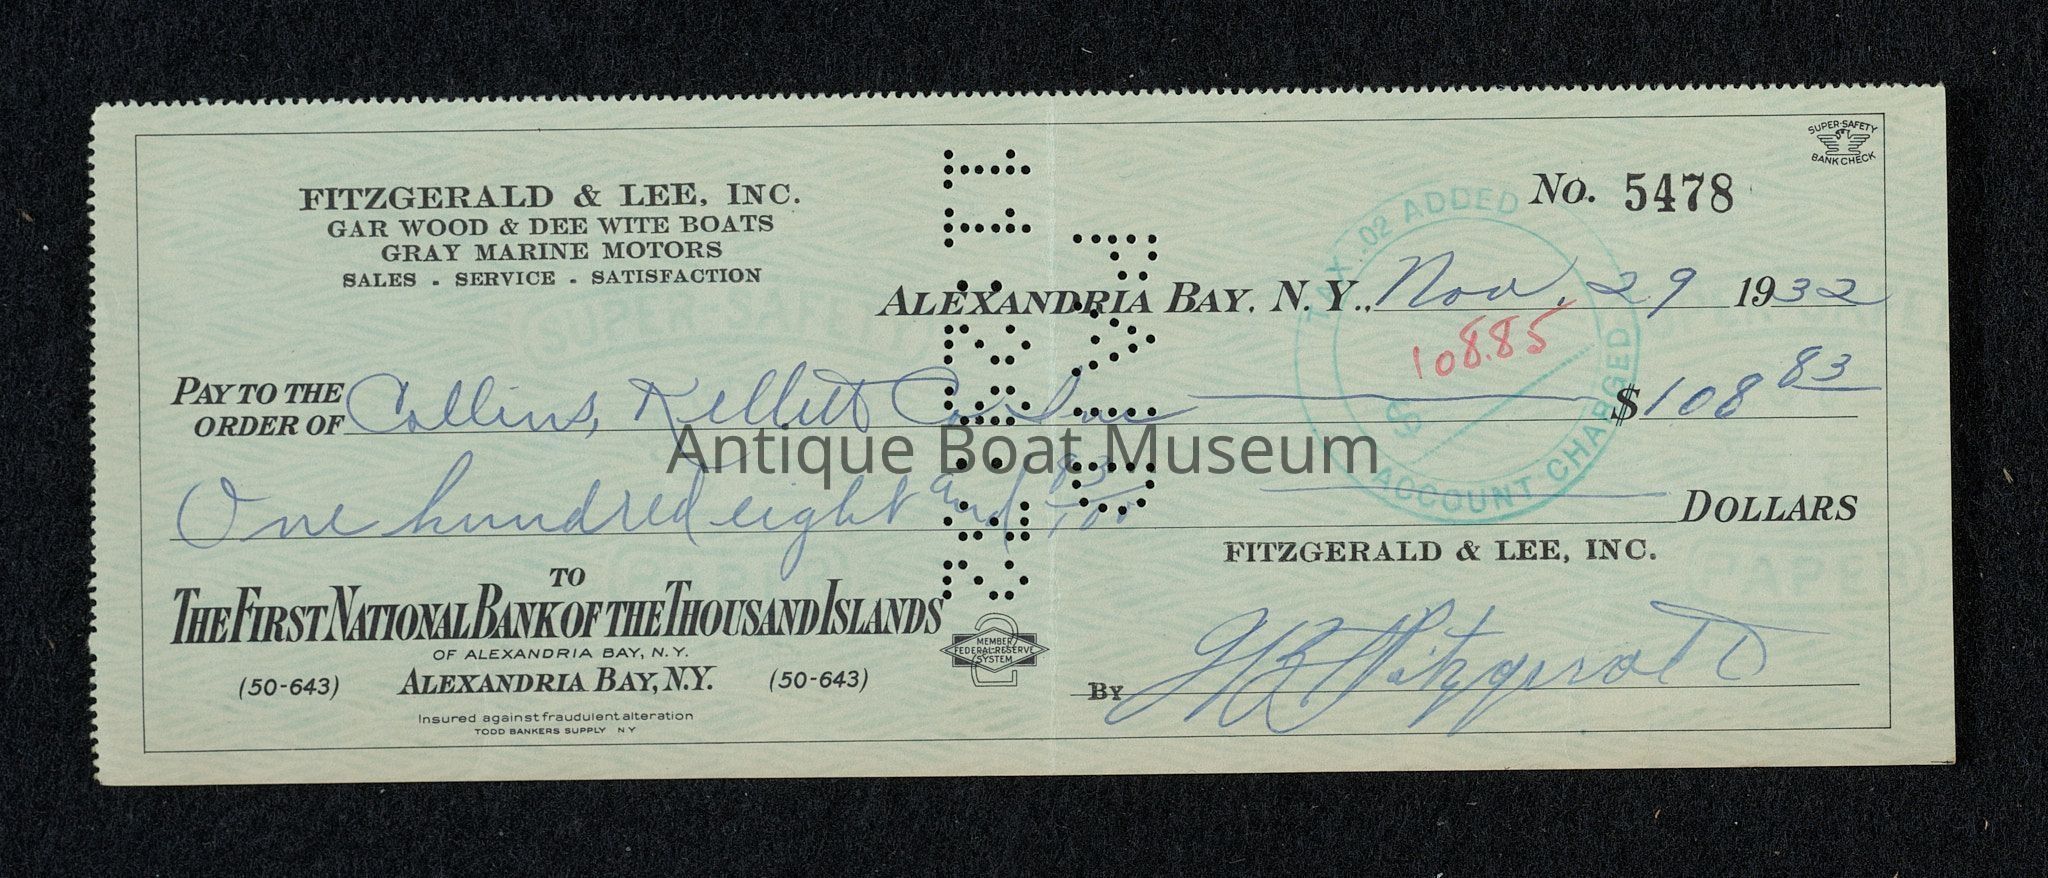 SUPER-SAFETY
BANK CHECK
FITZGERALD & LEE, INC.
GAR WOOD & DEE WITE BOATS
GRAY MARINE MOTORS
SALES . SERVICE . SATISFACTION
No. 5478
TAX .02 ADDED
ALEXANDRIA BAY, N. Y., Nov. 29 1932
108.85
$
ACCOUNT CHARGED
PAY TO THE
ORDER OF Collins, Kellitt Co Inc $ 108 83
Antique Boat Museum
One hundred eight and 83/100 DOLLARS
FITZGERALD & LEE, INC.
TO
THE FIRST NATIONAL BANK OF THE THOUSAND ISLANDS
OF ALEXANDRIA BAY, N.Y.
(50-643) ALEXANDRIA BAY, N.Y. (50-643)
MEMBER
FEDERAL RESERVE
SYSTEM
2
By Fitzgerald
Insured against fraudulent alteration
TODD BANKERS SUPPLY N Y